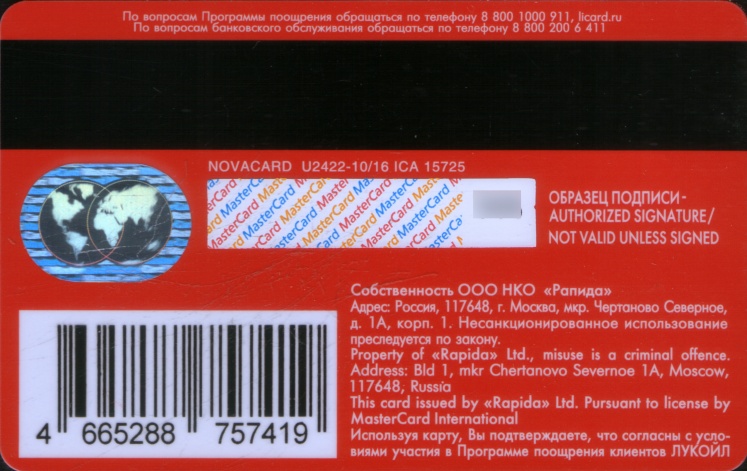 По вопросам Программы поощрения обращаться по телефону 8 800 1000 911, licard.ru
По вопросам банковского обслуживания обращаться по телефону 8 800 200 6 411
NOVACARD U2422-10/16 ICA 15725
MasterCard MasterCard MasterCard
ОБРАЗЕЦ ПОДПИСИ-
AUTHORIZED SIGNATURE/
NOT VALID UNLESS SIGNED
Собственность ООО НКО «Рапида»
Адрес: Россия, 117648, г. Москва, мкр. Чертаново Северное,
д. 1А, корп. 1. Несанкционированное использование
преследуется по закону.
Property of «Rapida» Ltd., misuse is a criminal offence.
Address: Bld 1, mkr Chertanovo Severnoe 1A, Moscow,
117648, Russia
This card issued by «Rapida» Ltd. Pursuant to license by
MasterCard International
Используя карту, Вы подтверждаете, что согласны с усло-
виями участия в Программе поощрения клиентов ЛУКОЙЛ
4 665288 757419